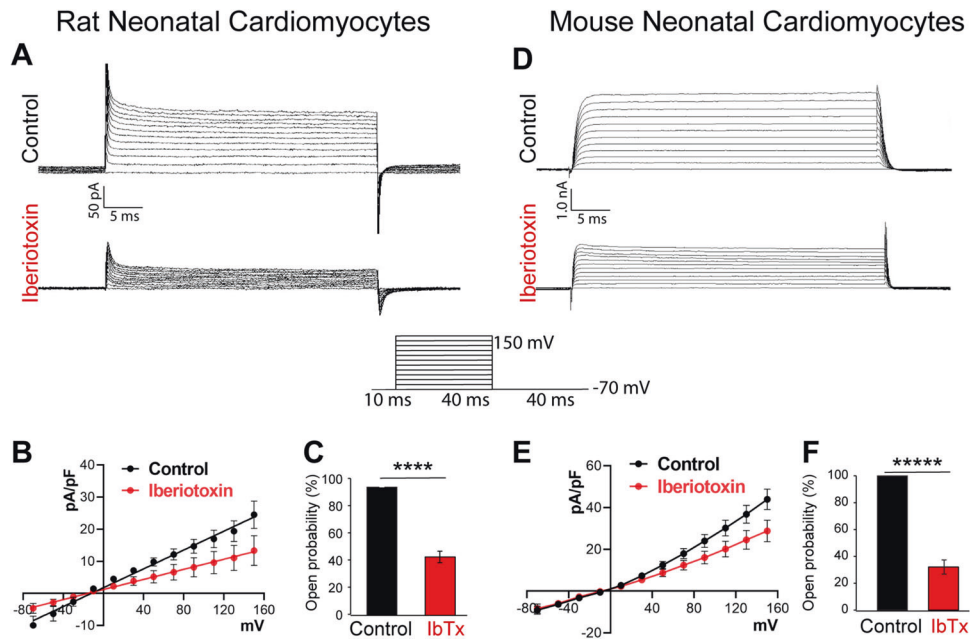 Rat Neonatal Cardiomyocytes
Mouse Neonatal Cardiomyocytes
A
Control
50 pA
5 ms
Iberiotoxin
D
Control
1.0 nA
5 ms
Iberiotoxin
150 mV
-70 mV
10 ms 40 ms 40 ms
B
pA/pF
40
30
20
10
-10
-80 -40 40 80 120 160
mV
Control
Iberiotoxin
C
Open probability (%)
100
80
60
40
20
0
****
Control IbTx
E
pA/pF
60
40
20
-20
-80 -40 40 80 120 160
mV
Control
Iberiotoxin
F
Open probability (%)
100
80
60
40
20
0
*****
Control IbTx